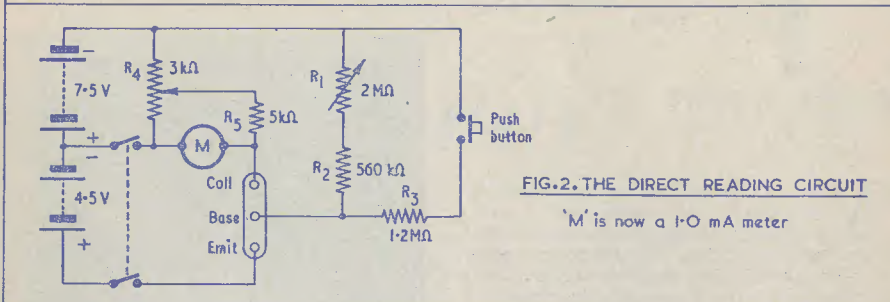 −
7·5 V
+
−
4·5 V
+
R4
3kΩ
R5
5kΩ
M
Coll
Base
Emit
R1
2MΩ
R2
560 kΩ
R3
1·2MΩ
Push
button
FIG.2. THE DIRECT READING CIRCUIT
'M' is now a 1·0 mA meter